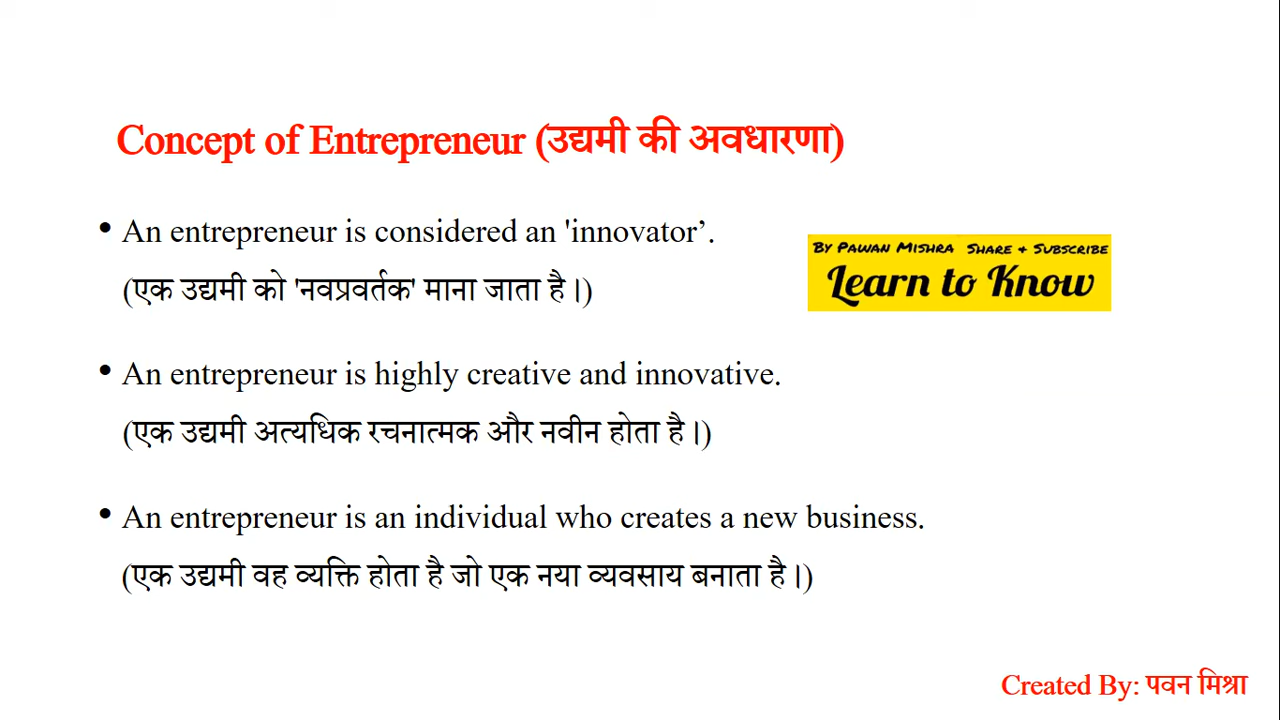 Concept of Entrepreneur (उद्यमी की अवधारणा)
• An entrepreneur is considered an 'innovator’.
(एक उद्यमी को 'नवप्रवर्तक' माना जाता है।)
By Pawan Mishra Share & Subscribe
Learn to Know
• An entrepreneur is highly creative and innovative.
(एक उद्यमी अत्यधिक रचनात्मक और नवीन होता है।)
• An entrepreneur is an individual who creates a new business.
(एक उद्यमी वह व्यक्ति होता है जो एक नया व्यवसाय बनाता है।)
Created By: पवन मिश्रा